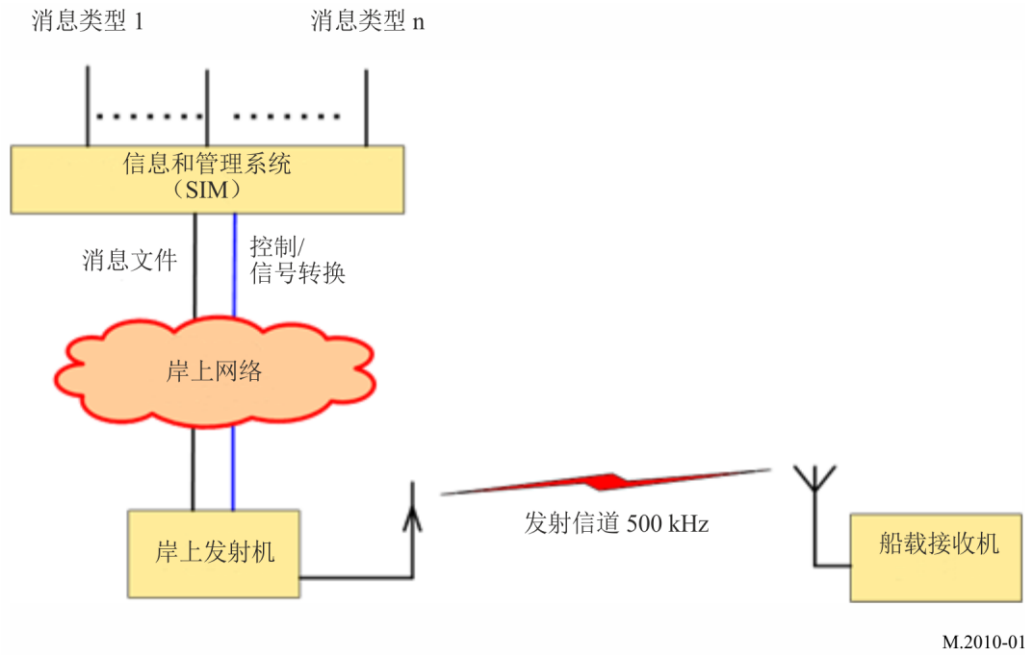 消息类型 1
消息类型 n
信息和管理系统
（SIM）
消息文件
控制/
信号转换
岸上网络
岸上发射机
发射信道 500 kHz
船载接收机
M.2010-01